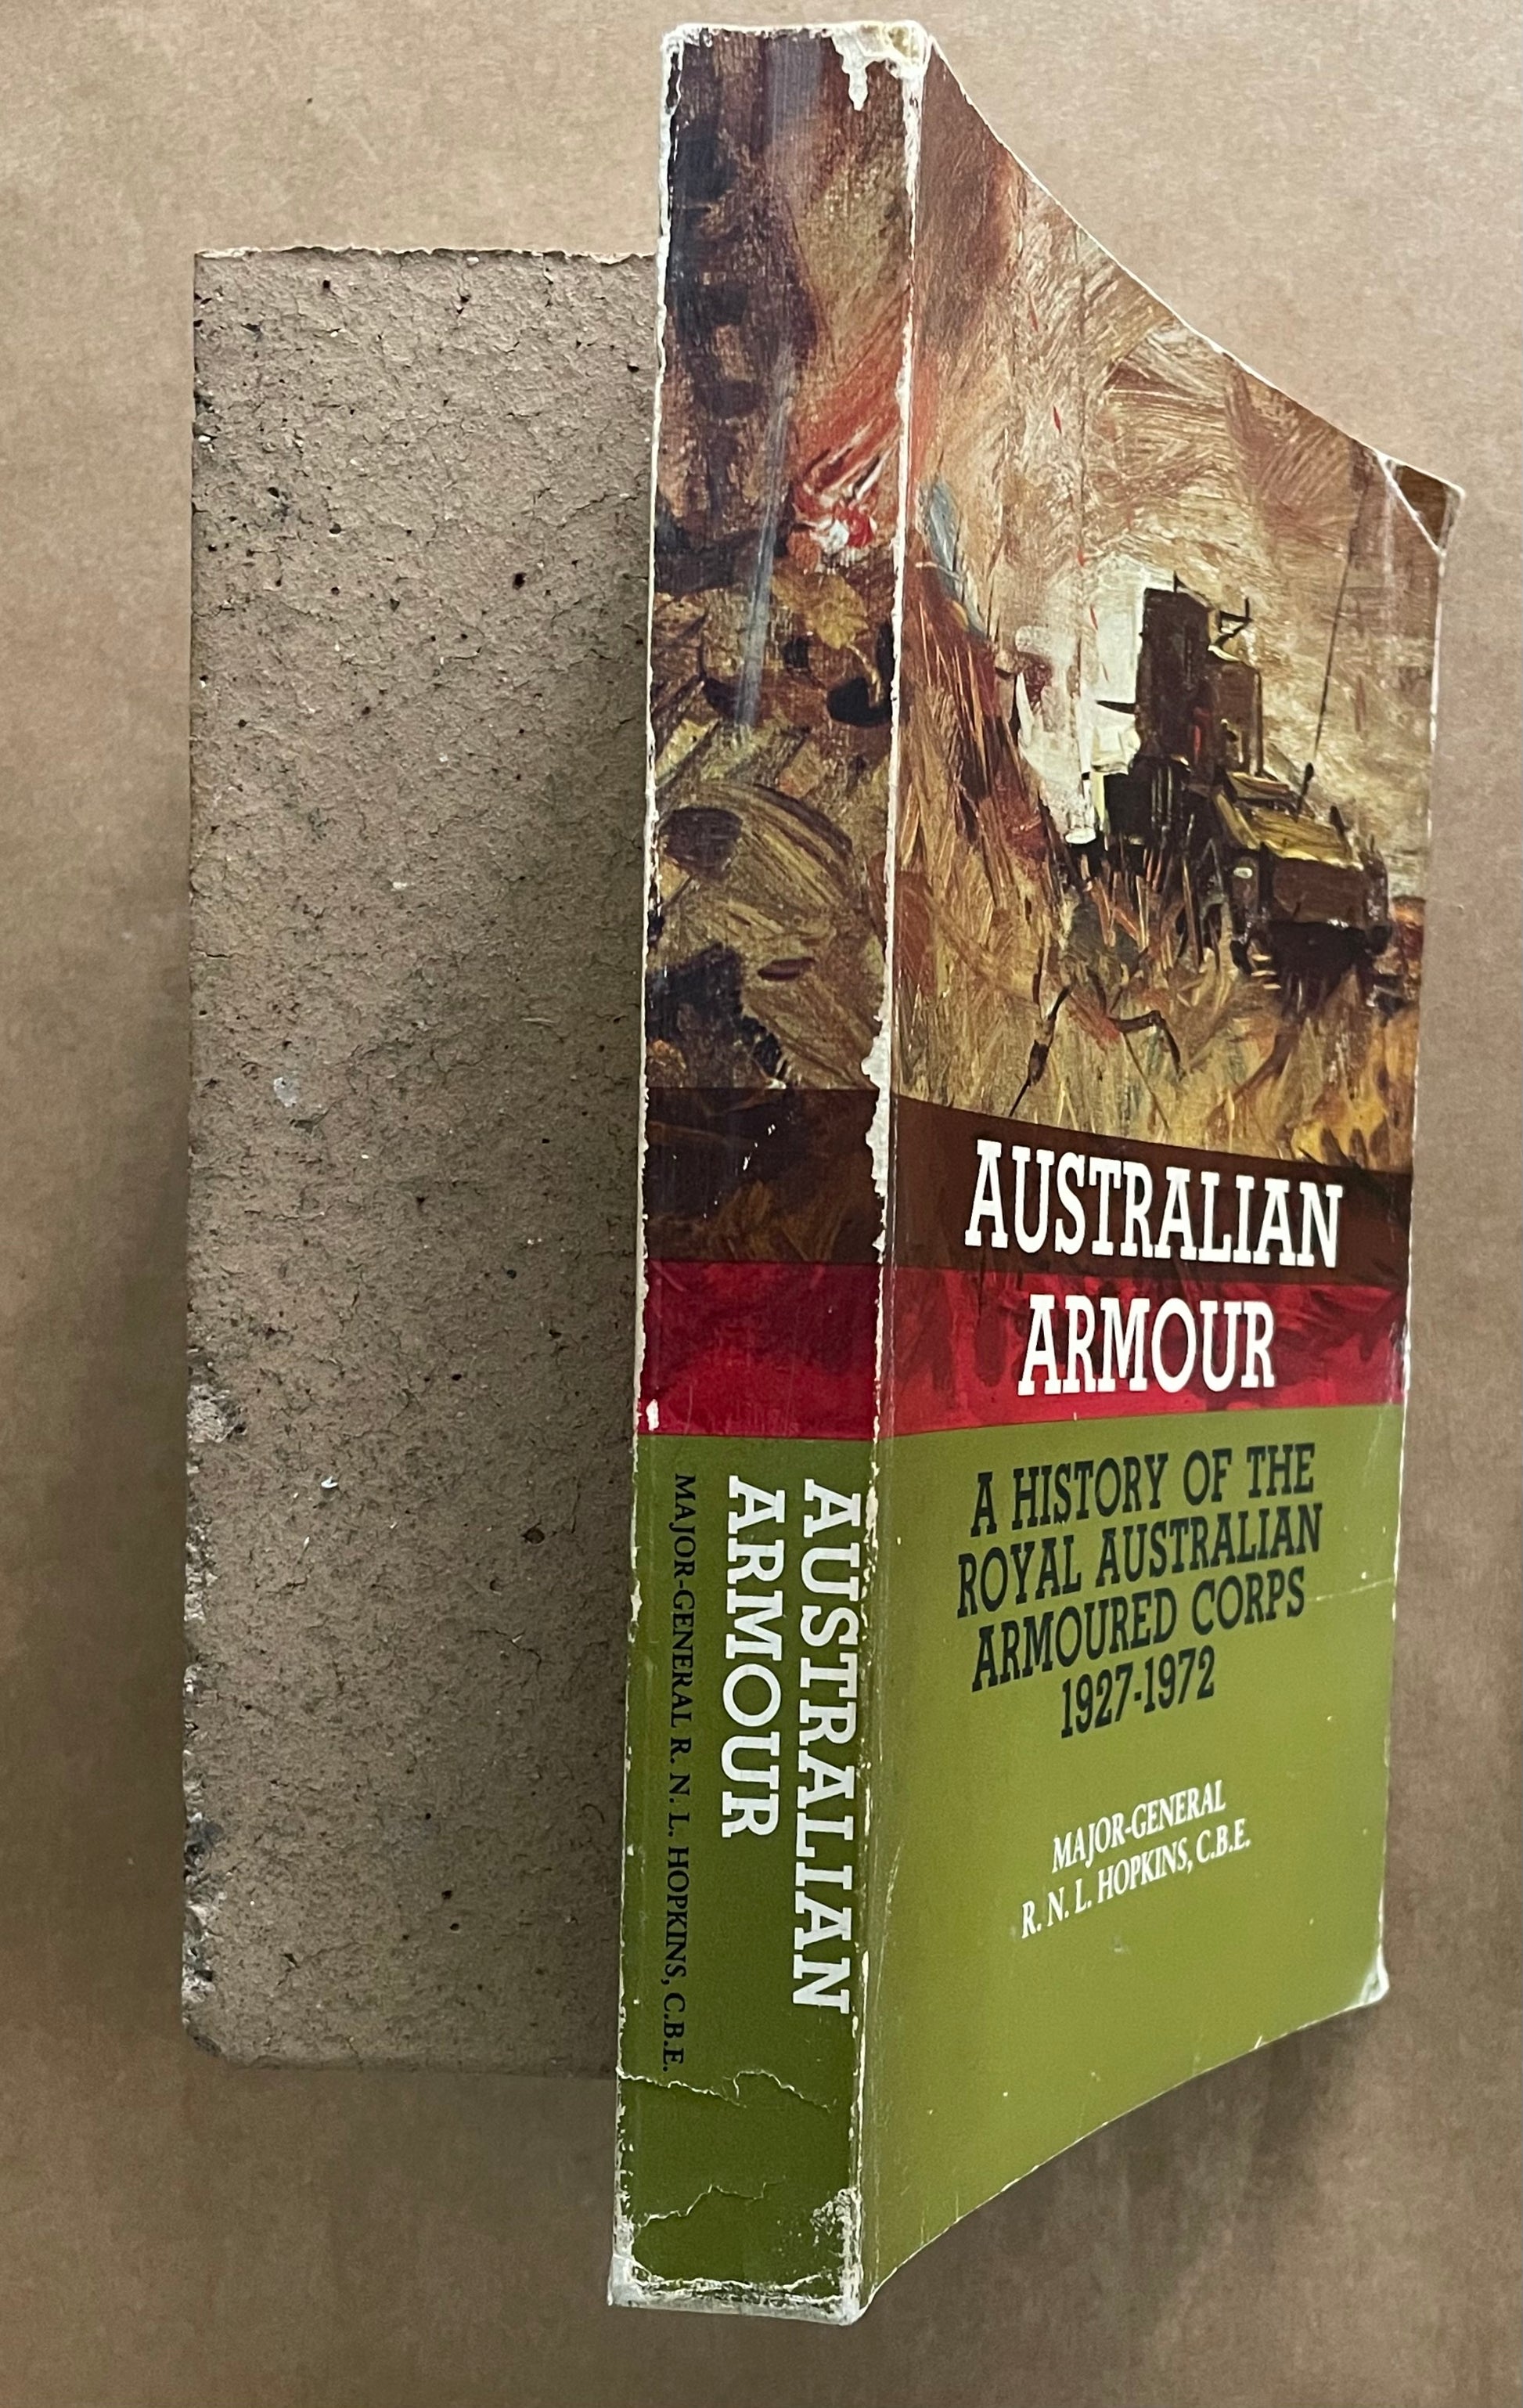 AUSTRALIAN
ARMOUR
MAJOR-GENERAL R. N. L. HOPKINS, C.B.E.
AUSTRALIAN
ARMOUR
A HISTORY OF THE
ROYAL AUSTRALIAN
ARMOURED CORPS
1927-1972
MAJOR-GENERAL
R. N. L. HOPKINS, C.B.E.